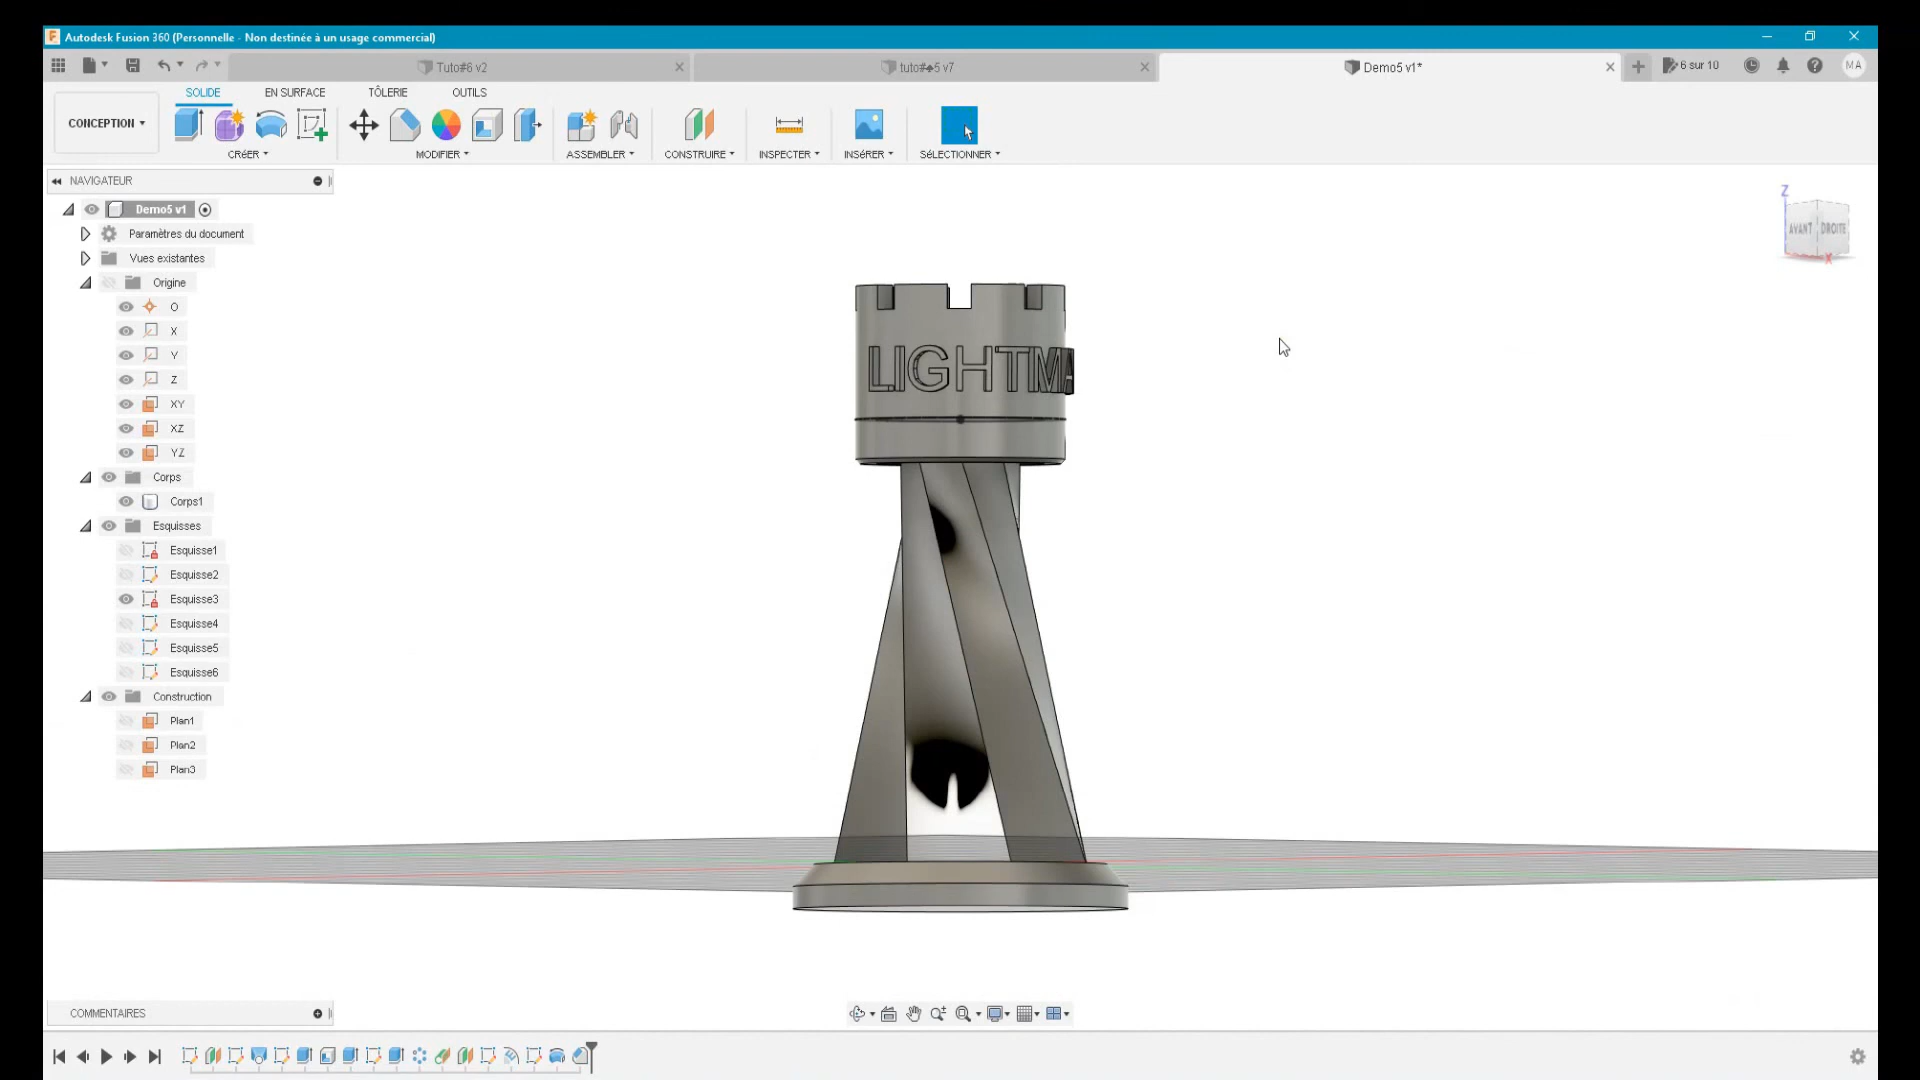 Autodesk Fusion 360 (Personnelle - Non destinée à un usage commercial)
Tuto#6 v2
tuto#♠5 v7
Demo5 v1*
6 sur 10
MA
SOLIDE
EN SURFACE
TÔLERIE
OUTILS
CONCEPTION
CRÉER
MODIFIER
ASSEMBLER
CONSTRUIRE
INSPECTER
INSÉRER
SÉLECTIONNER
NAVIGATEUR
Demo5 v1
Paramètres du document
Vues existantes
Origine
O
X
Y
Z
XY
XZ
YZ
Corps
Corps1
Esquisses
Esquisse1
Esquisse2
Esquisse3
Esquisse4
Esquisse5
Esquisse6
Construction
Plan1
Plan2
Plan3
Z
AVANT
DROITE
X
LIGHTMA
COMMENTAIRES